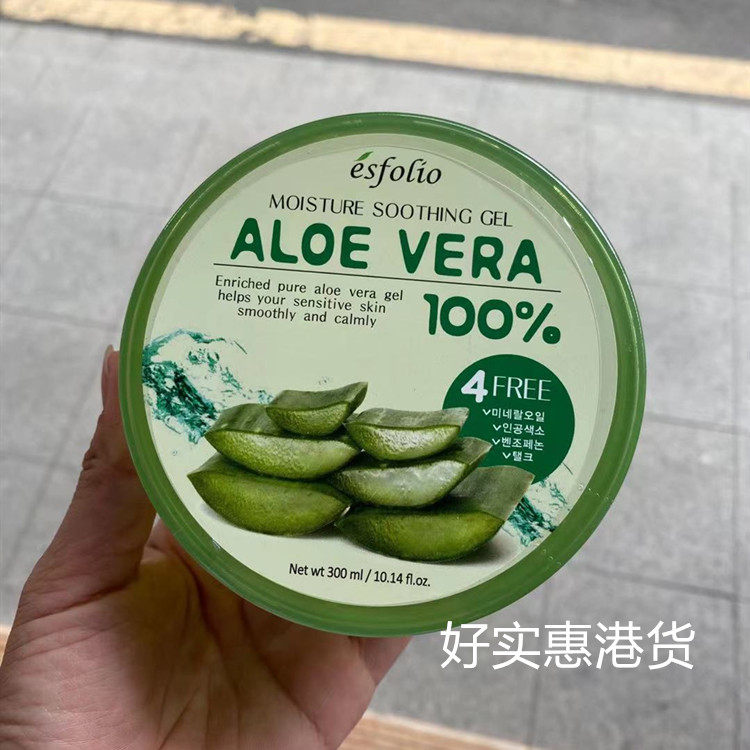 ésfolio
MOISTURE SOOTHING GEL
ALOE VERA
Enriched pure aloe vera gel
helps your sensitive skin
smoothly and calmly
100%
4 FREE
✓미네랄오일
✓인공색소
✓벤조페논
✓탤크
Net wt 300 ml / 10.14 fl.oz.
好实惠港货